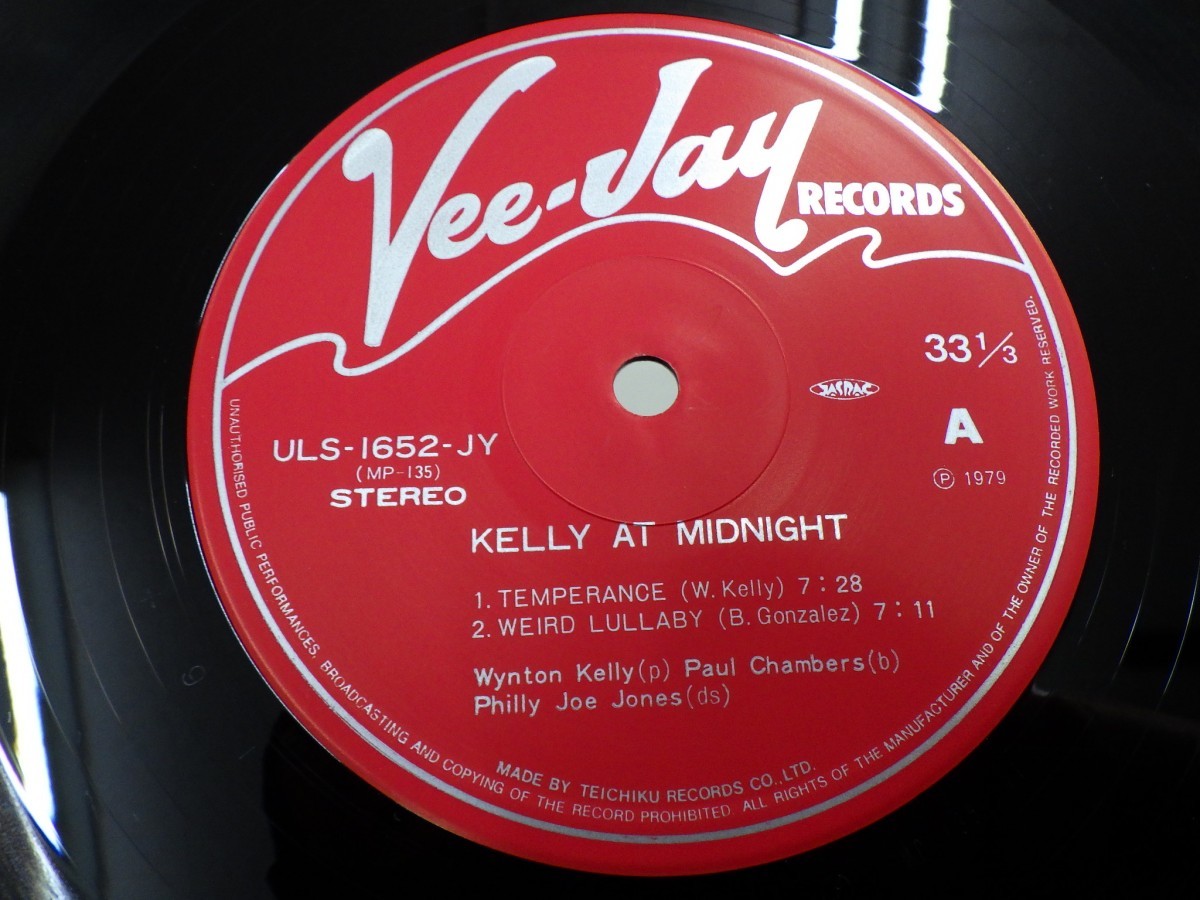 Vee-Jay
RECORDS
33 1/3
JASRAC
A
ULS-1652-JY
(MP-135)
STEREO
Ⓟ 1979
KELLY AT MIDNIGHT
1. TEMPERANCE (W. Kelly) 7:28
2. WEIRD LULLABY (B. Gonzalez) 7:11
Wynton Kelly(p) Paul Chambers(b)
Philly Joe Jones(ds)
MADE BY TEICHIKU RECORDS CO.,LTD.
UNAUTHORISED PUBLIC PERFORMANCES, BROADCASTING AND COPYING OF THE RECORD PROHIBITED. ALL RIGHTS OF THE MANUFACTURER AND OF THE OWNER OF THE RECORDED WORK RESERVED.